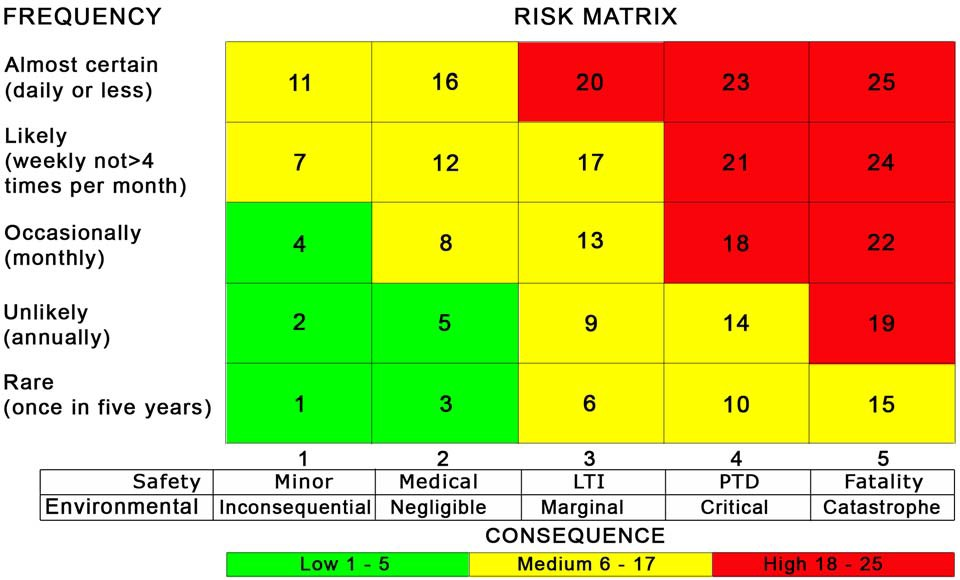 FREQUENCY RISK MATRIX
Almost certain
(daily or less)
11 16 20 23 25
Likely
(weekly not>4
times per month)
7 12 17 21 24
Occasionally
(monthly)
4 8 13 18 22
Unlikely
(annually)
2 5 9 14 19
Rare
(once in five years)
1 3 6 10 15
1 2 3 4 5
Safety Minor Medical LTI PTD Fatality
Environmental Inconsequential Negligible Marginal Critical Catastrophe
CONSEQUENCE
Low 1 - 5 Medium 6 - 17 High 18 - 25